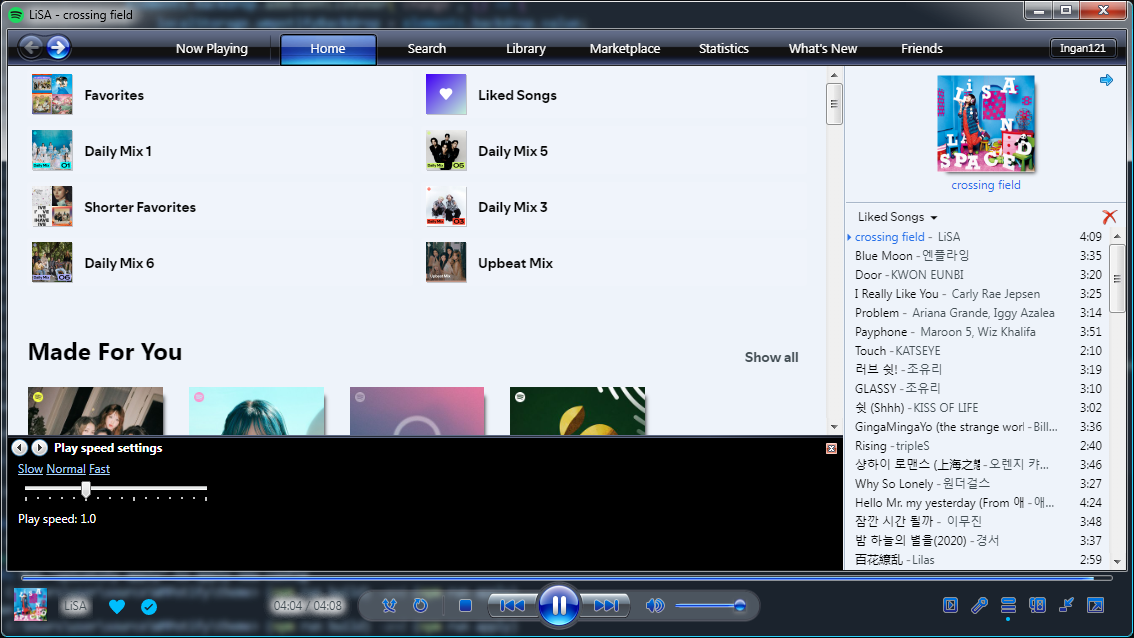 LiSA - crossing field
Now Playing
Home
Search
Library
Marketplace
Statistics
What's New
Friends
Ingan121
Favorites
Liked Songs
Daily Mix 1
Daily Mix 5
Shorter Favorites
Daily Mix 3
Daily Mix 6
Upbeat Mix
Made For You
Show all
Play speed settings
Slow Normal Fast
Play speed: 1.0
LiSA
LANDSPACE
crossing field
Liked Songs
crossing field - LiSA 4:09
Blue Moon - 엔플라잉 3:35
Door - KWON EUNBI 3:20
I Really Like You - Carly Rae Jepsen 3:25
Problem - Ariana Grande, Iggy Azalea 3:14
Payphone - Maroon 5, Wiz Khalifa 3:51
Touch - KATSEYE 2:10
러브 쉿! - 조유리 3:19
GLASSY - 조유리 3:10
쉿 (Shhh) - KISS OF LIFE 3:02
GingaMingaYo (the strange worl - Bill... 3:36
Rising - tripleS 2:40
샹하이 로맨스 (上海之戀 - 오렌지 캬... 3:46
Why So Lonely - 원더걸스 3:27
Hello Mr. my yesterday (From 애 - 애... 4:24
잠깐 시간 될까 - 이무진 3:48
밤 하늘의 별을(2020) - 경서 3:37
百花繚乱 - Lilas 2:59
LiSA
04:04 / 04:08